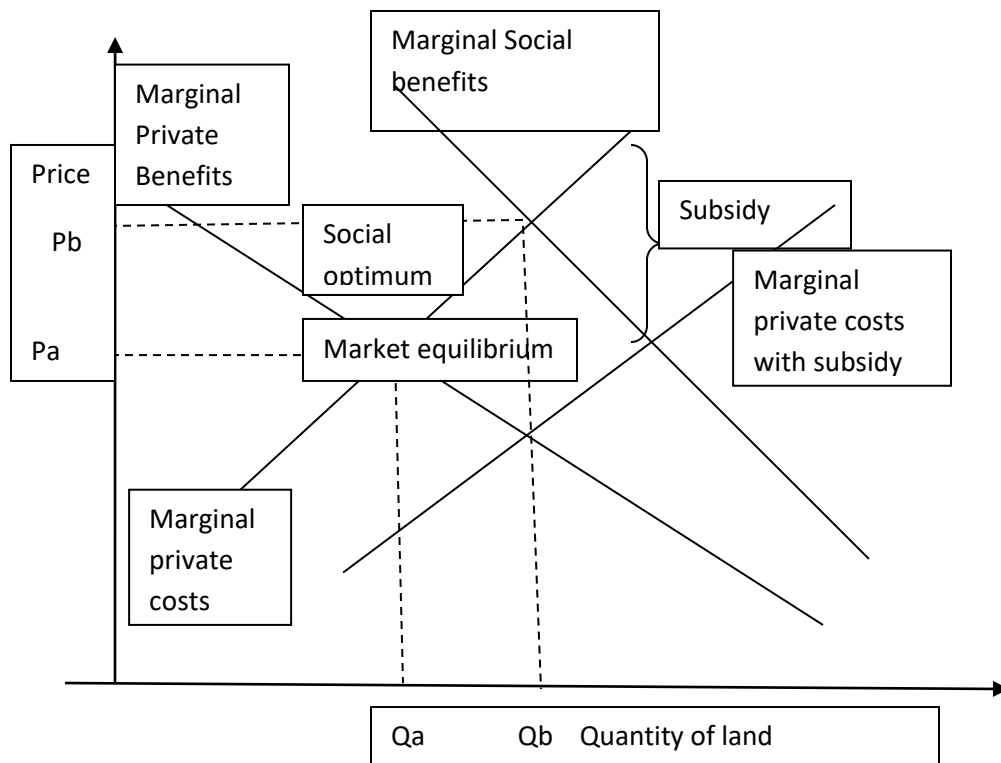 Marginal Social
benefits
Marginal
Private
Benefits
Price
Pb
Pa
Social
optimum
Subsidy
Market equilibrium
Marginal
private costs
with subsidy
Marginal
private
costs
Qa Qb Quantity of land